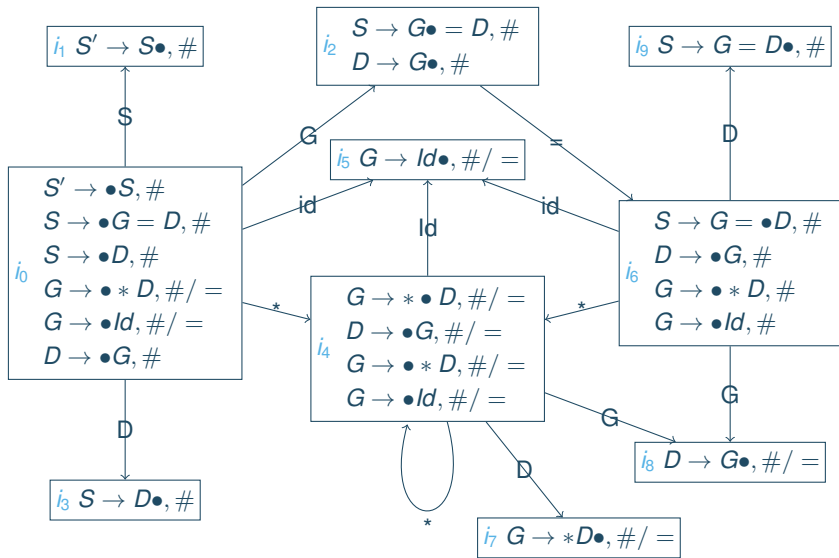 i₁ S′ → S•, #
i₂ S → G• = D, #
D → G•, #
i₉ S → G = D•, #
S
G
=
D
i₅ G → Id•, #/ =
i₀ S′ → •S, #
S → •G = D, #
S → •D, #
G → • ∗ D, #/ =
G → •Id, #/ =
D → •G, #
id
Id
id
i₆ S → G = •D, #
D → •G, #
G → • ∗ D, #
G → •Id, #
*
*
i₄ G → ∗ • D, #/ =
D → •G, #/ =
G → • ∗ D, #/ =
G → •Id, #/ =
D
G
G
D
*
i₃ S → D•, #
i₈ D → G•, #/ =
i₇ G → ∗D•, #/ =